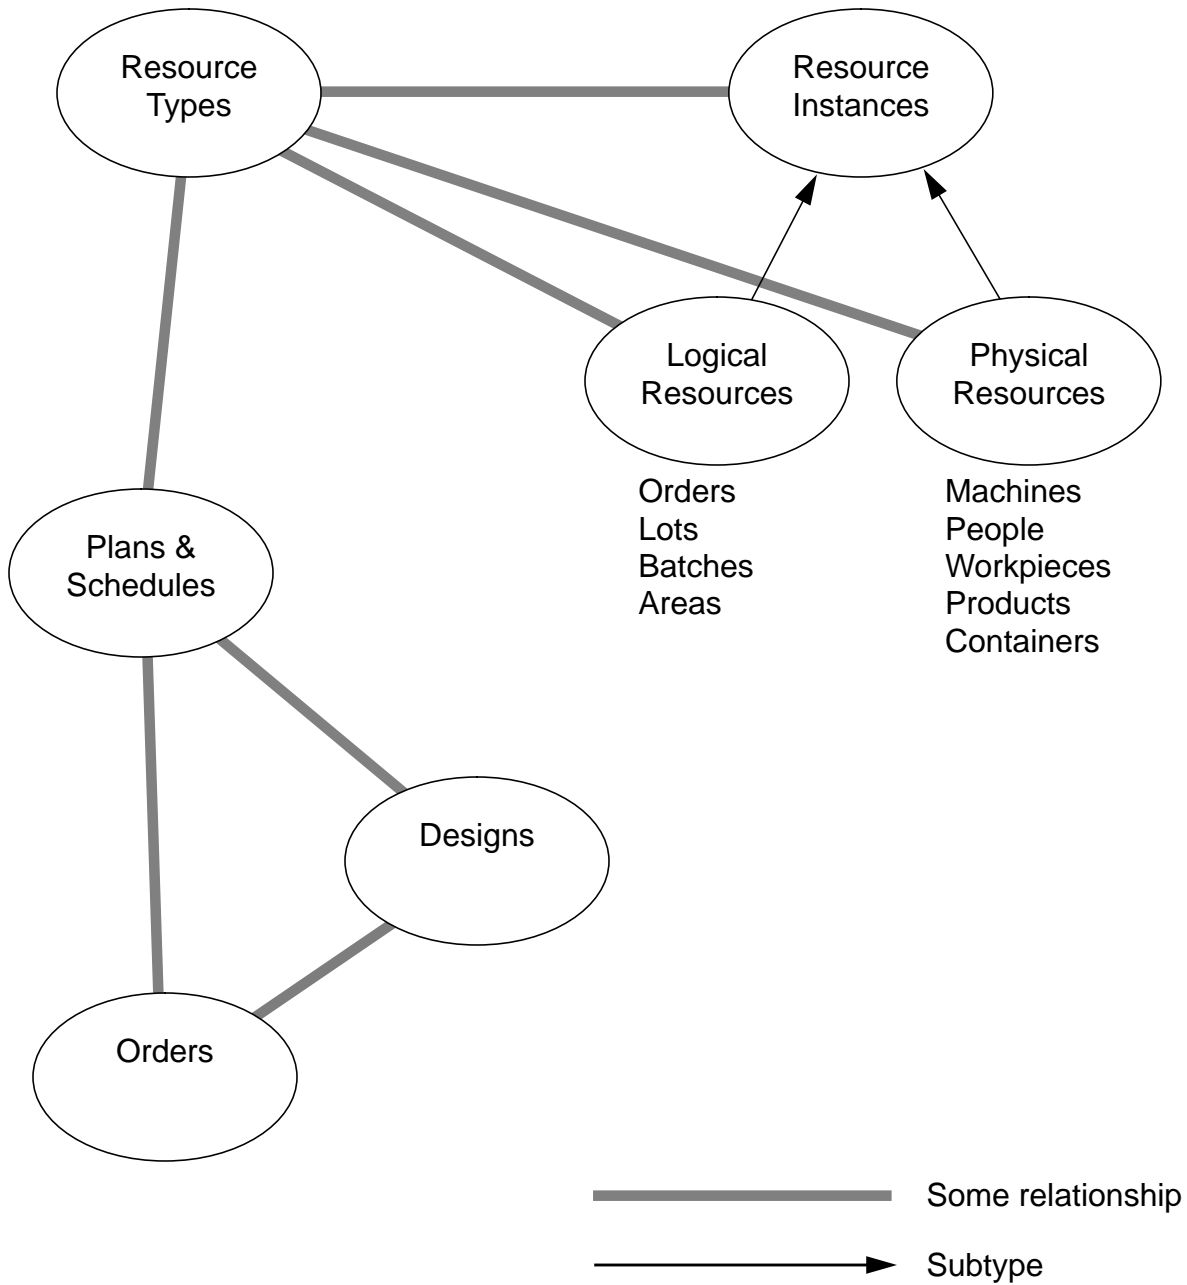 Resource
Types
Resource
Instances
Logical
Resources
Physical
Resources
Orders
Lots
Batches
Areas
Machines
People
Workpieces
Products
Containers
Plans &
Schedules
Designs
Orders
Some relationship
Subtype